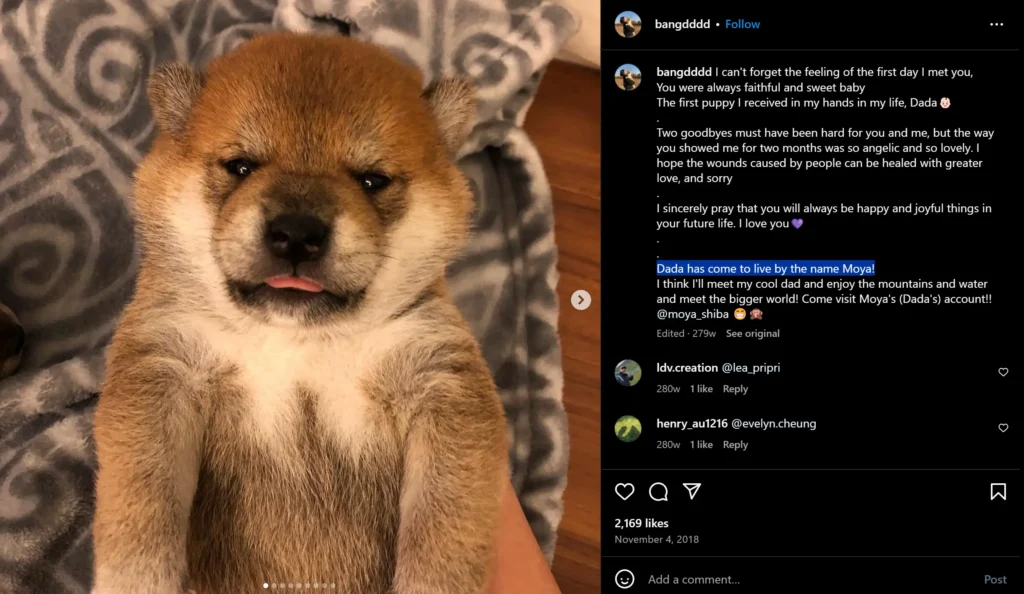 bangdddd • Follow
bangdddd I can't forget the feeling of the first day I met you,
You were always faithful and sweet baby
The first puppy I received in my hands in my life, Dada👶🏻
.
Two goodbyes must have been hard for you and me, but the way
you showed me for two months was so angelic and so lovely. I
hope the wounds caused by people can be healed with greater
love, and sorry
.
I sincerely pray that you will always be happy and joyful things in
your future life. I love you💜
.
.
Dada has come to live by the name Moya!
I think I'll meet my cool dad and enjoy the mountains and water
and meet the bigger world! Come visit Moya's (Dada's) account!!
@moya_shiba 😁🙊
Edited · 279w See original
ldv.creation @lea_pripri
280w 1 like Reply
henry_au1216 @evelyn.cheung
280w 1 like Reply
2,169 likes
November 4, 2018
Add a comment...
Post